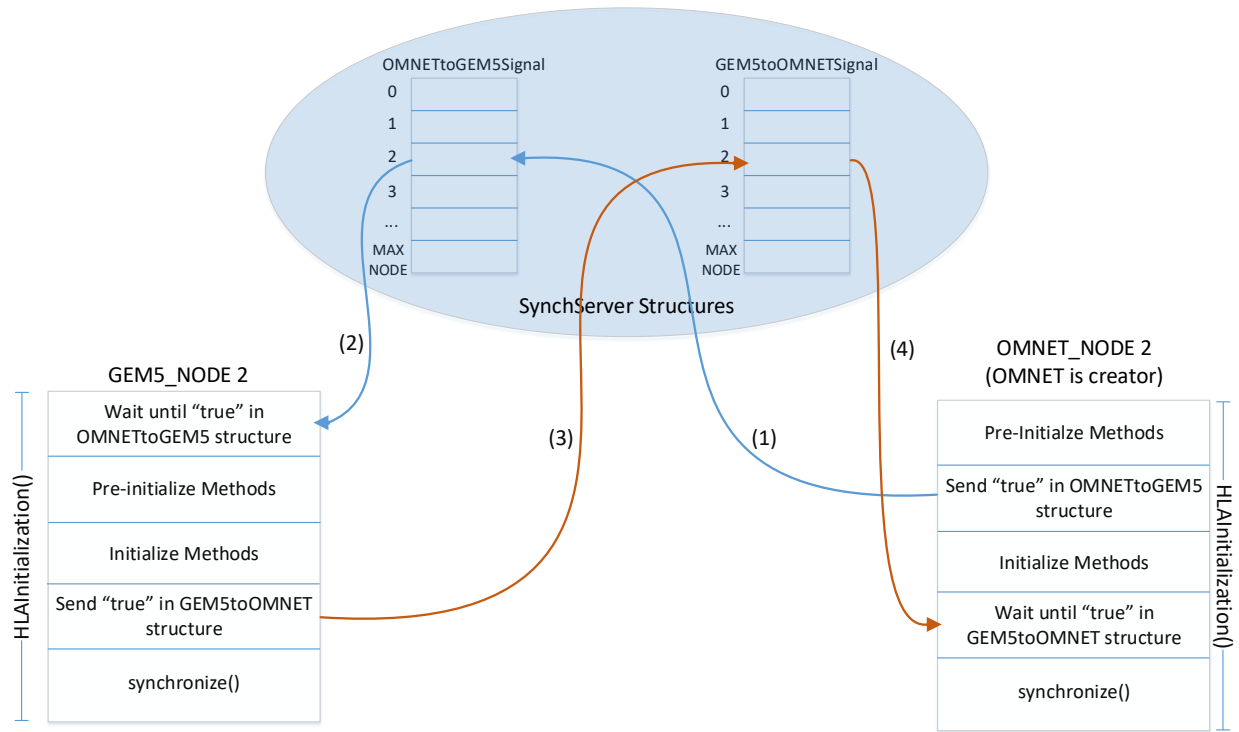 OMNETtoGEM5Signal
0
1
2
3
...
MAX
NODE
GEM5toOMNETSignal
0
1
2
3
...
MAX
NODE
SynchServer Structures
(2)
(3)
(1)
(4)
GEM5_NODE 2
HLAInitialization()
Wait until “true” in
OMNETtoGEM5 structure
Pre-initialize Methods
Initialize Methods
Send “true” in GEM5toOMNET
structure
synchronize()
OMNET_NODE 2
(OMNET is creator)
Pre-Initialze Methods
Send “true” in OMNETtoGEM5
structure
Initialize Methods
Wait until “true” in
GEM5toOMNET structure
synchronize()
HLAInitialization()